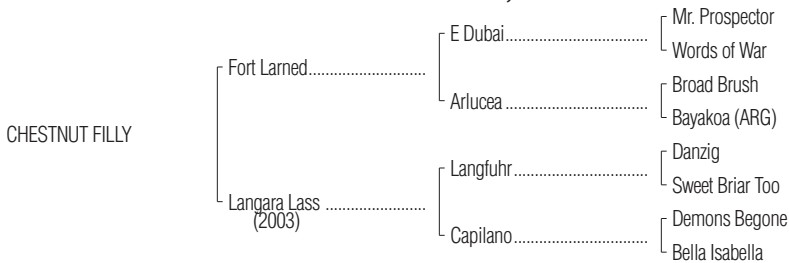 Mr. Prospector
E Dubai
Words of War
Fort Larned
Broad Brush
Arlucea
Bayakoa (ARG)
CHESTNUT FILLY
Danzig
Langfuhr
Sweet Briar Too
Langara Lass
(2003)
Demons Begone
Capilano
Bella Isabella